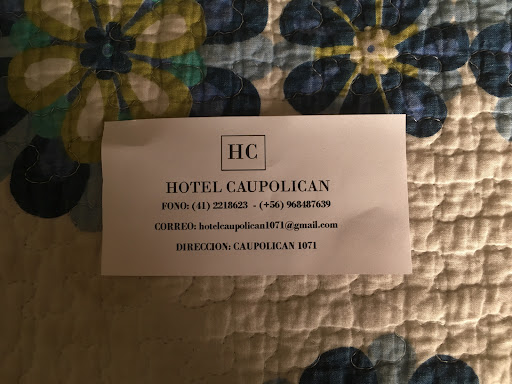 HC
HOTEL CAUPOLICAN
FONO: (41) 2218623 - (+56) 968487639
CORREO: hotelcaupolican1071@gmail.com
DIRECCION: CAUPOLICAN 1071